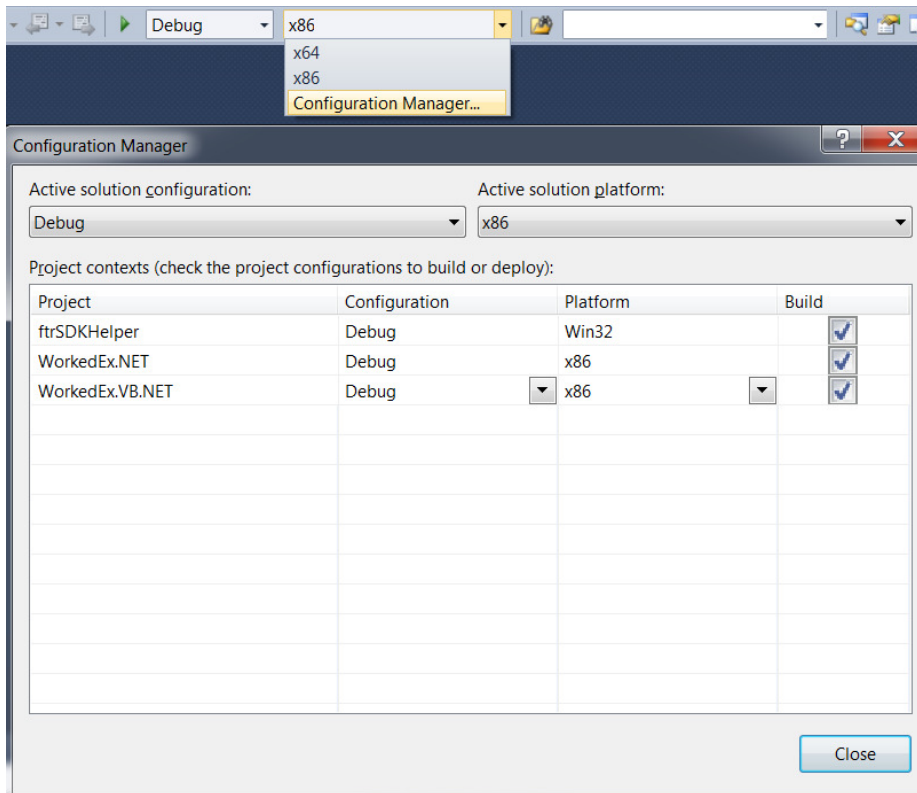 Debug x86
x64
x86
Configuration Manager...
Configuration Manager
Active solution configuration: Active solution platform:
Debug x86
Project contexts (check the project configurations to build or deploy):
Project Configuration Platform Build
ftrSDKHelper Debug Win32
WorkedEx.NET Debug x86
WorkedEx.VB.NET Debug x86
Close